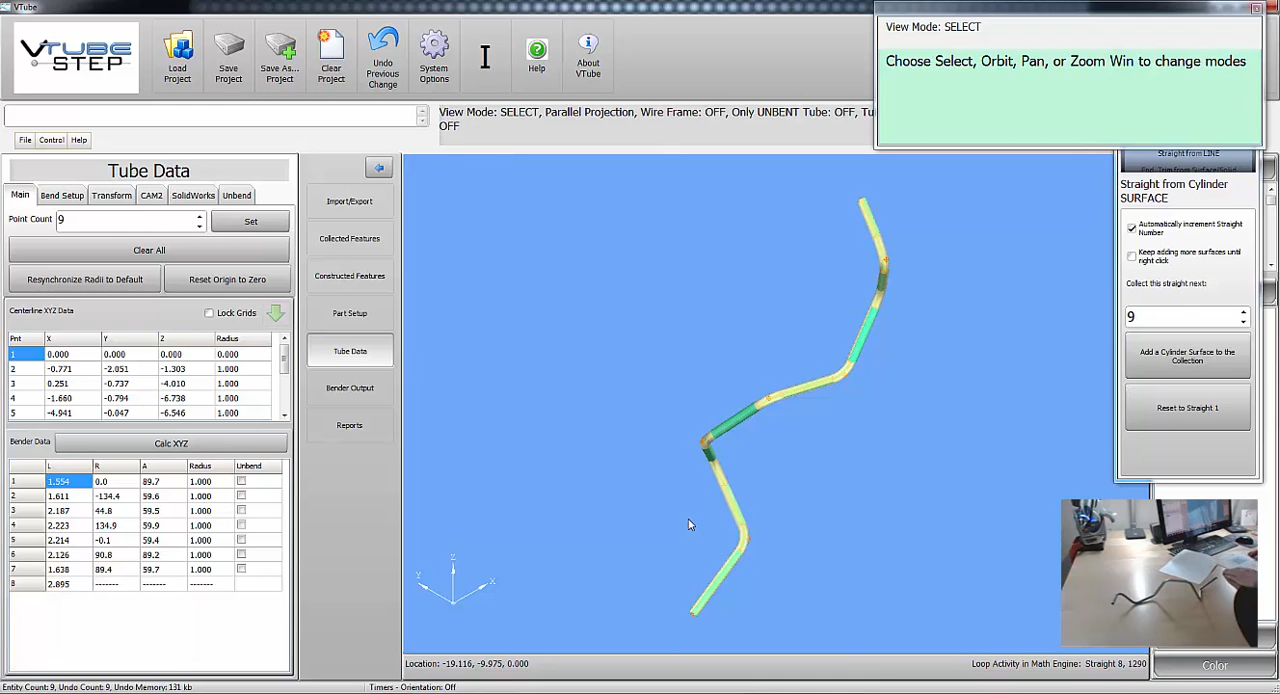 VTube
VTUBE
STEP
Load
Project
Save
Project
Save As...
Project
Clear
Project
Undo
Previous
Change
System
Options
Help
About
VTube
View Mode: SELECT
Choose Select, Orbit, Pan, or Zoom Win to change modes
View Mode: SELECT, Parallel Projection, Wire Frame: OFF, Only UNBENT Tube: OFF, Tu
OFF
File Control Help
Tube Data
Main Bend Setup Transform CAM2 SolidWorks Unbend
Point Count 9 Set
Clear All
Resynchronize Radii to Default Reset Origin to Zero
Centerline XYZ Data Lock Grids
Pnt X Y Z Radius
1 0.000 0.000 0.000 0.000
2 -0.771 -2.051 -1.303 1.000
3 0.251 -0.737 -4.010 1.000
4 -1.660 -0.794 -6.738 1.000
5 -4.941 -0.047 -6.546 1.000
Bender Data Calc XYZ
L R A Radius Unbend
1 1.554 0.0 89.7 1.000
2 1.611 -134.4 59.6 1.000
3 2.187 44.8 59.5 1.000
4 2.223 134.9 59.9 1.000
5 2.214 -0.1 59.4 1.000
6 2.126 90.8 89.2 1.000
7 1.638 89.4 59.7 1.000
8 2.895 ------- ------- -------
Import/Export
Collected Features
Constructed Features
Part Setup
Tube Data
Bender Output
Reports
Z
Y
X
Straight from LINE
End Trim from Surface/Solid
Straight from Cylinder
SURFACE
Automatically increment Straight
Number
Keep adding more surfaces until
right click
Collect this straight next:
9
Add a Cylinder Surface to the
Collection
Reset to Straight 1
Color
Location: -19.116, -9.975, 0.000
Loop Activity in Math Engine: Straight 8, 1290
Entity Count: 9, Undo Count: 9, Undo Memory: 131 kb
Timers - Orientation: Off